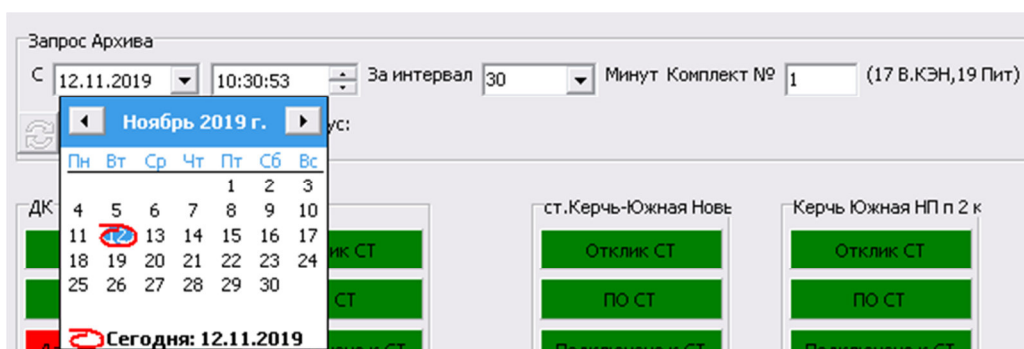 Запрос Архива
С 12.11.2019 10:30:53 За интервал 30 Минут Комплект № 1 (17 В.КЭН,19 Пит)
Ноябрь 2019 г.
ус:
Пн Вт Ср Чт Пт Сб Вс
1 2 3
4 5 6 7 8 9 10
11 12 13 14 15 16 17
18 19 20 21 22 23 24
25 26 27 28 29 30
Сегодня: 12.11.2019
ДК
ик СТ
СТ
ст.Керчь-Южная Новь
Отклик СТ
ПО СТ
Керчь Южная НП п 2 к
Отклик СТ
ПО СТ